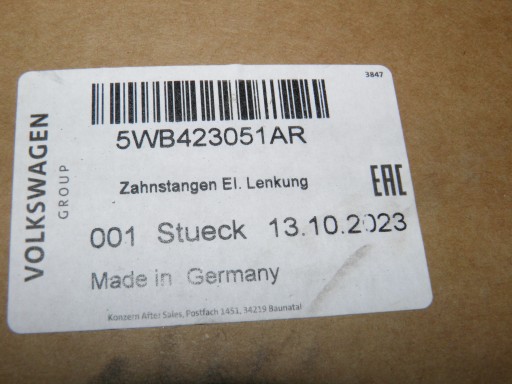 3847
VOLKSWAGEN
GROUP
5WB423051AR
Zahnstangen El. Lenkung
EAC
001 Stueck 13.10.2023
Made in Germany
Konzern After Sales, Postfach 1451, 34219 Baunatal